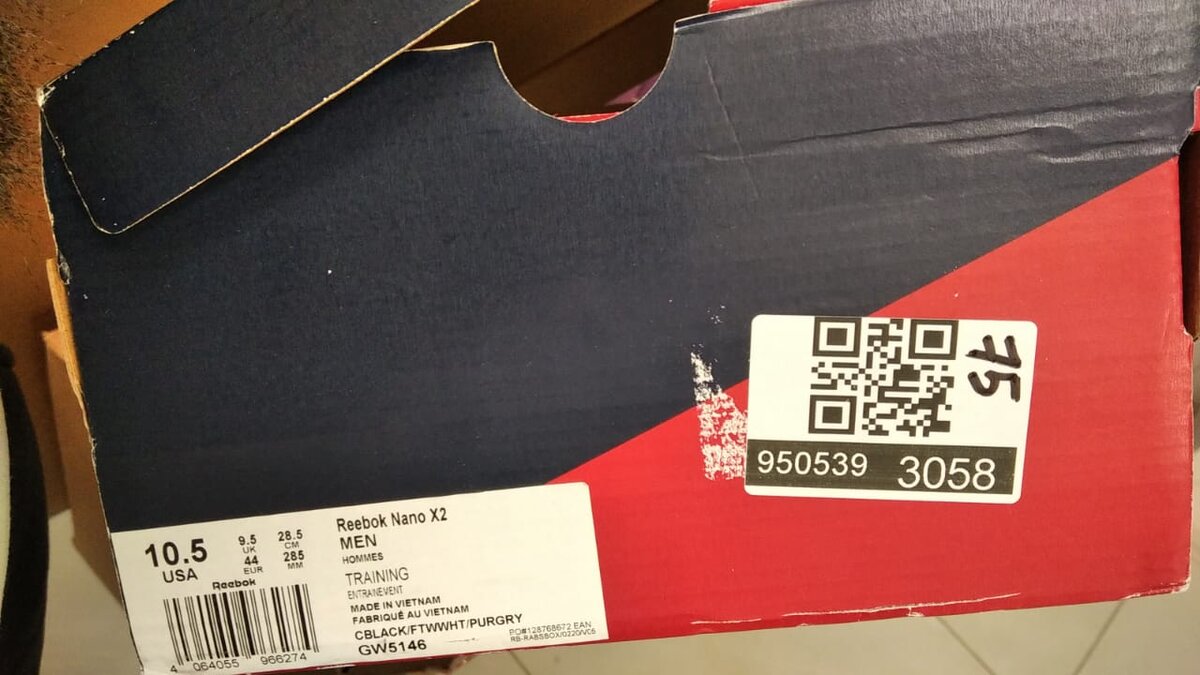 75
950539 3058
10.5
USA
9.5
UK
44
EUR
28.5
CM
285
MM
Reebok
4 064055 966274
Reebok Nano X2
MEN
HOMMES
TRAINING
ENTRAINEMENT
MADE IN VIETNAM
FABRIQUÉ AU VIETNAM
CBLACK/FTWWHT/PURGRY
GW5146
PO#128768672 EAN
RB-RABSBOX/0220/V05